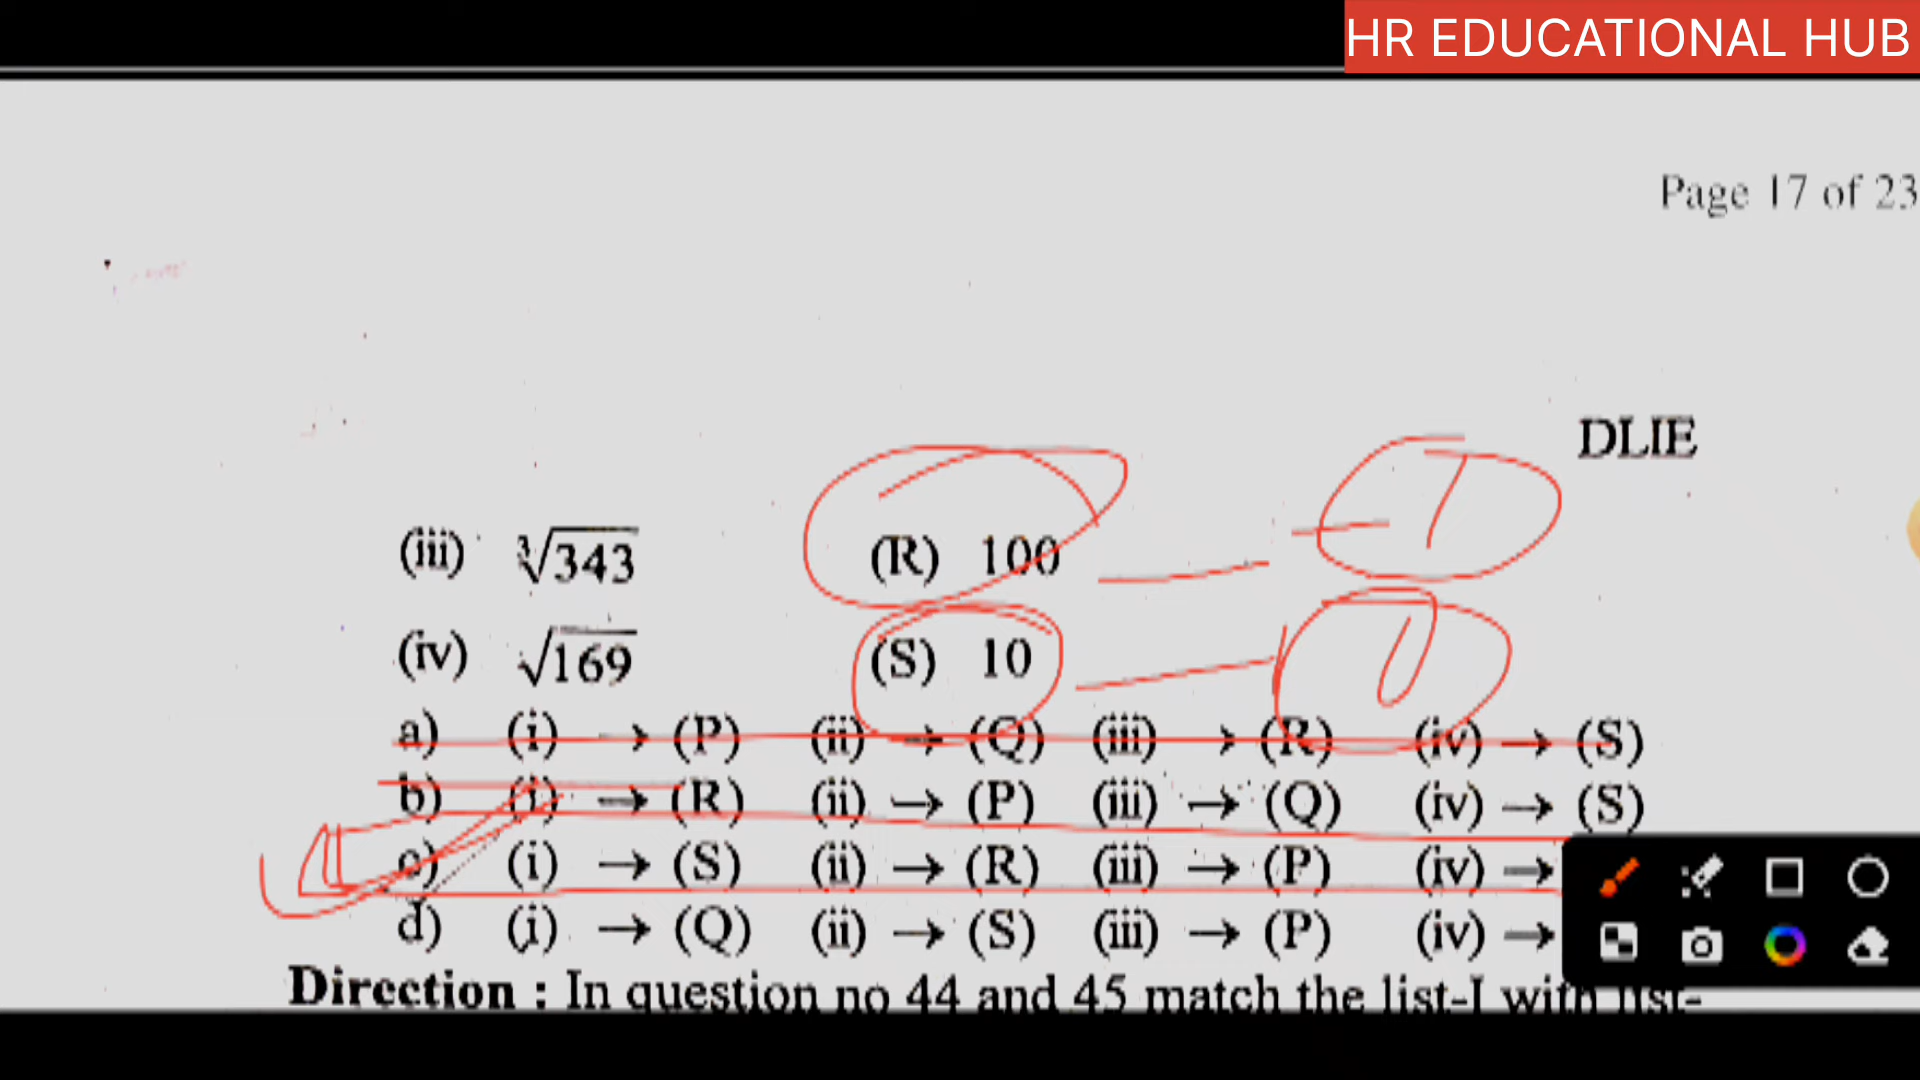 HR EDUCATIONAL HUB
Page 17 of 23
DLIE
(iii) ∛343 (R) 100
(iv) √169 (S) 10
a) (i) → (P) (ii) → (Q) (iii) → (R) (iv) → (S)
b) (i) → (R) (ii) → (P) (iii) → (Q) (iv) → (S)
c) (i) → (S) (ii) → (R) (iii) → (P) (iv) →
d) (i) → (Q) (ii) → (S) (iii) → (P) (iv) →
Direction : In question no 44 and 45 match the list-I with list-